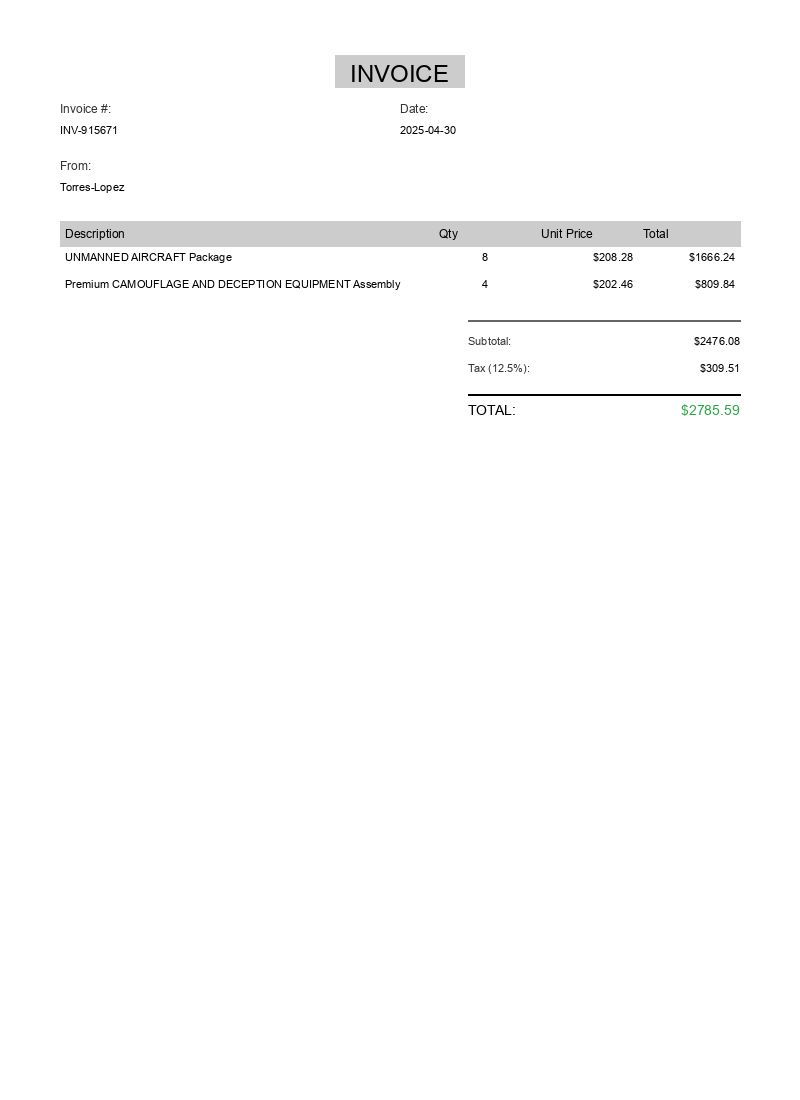 INVOICE
Invoice #: Date:
INV-915671 2025-04-30
From:
Torres-Lopez
Description Qty Unit Price Total
UNMANNED AIRCRAFT Package 8 $208.28 $1666.24
Premium CAMOUFLAGE AND DECEPTION EQUIPMENT Assembly 4 $202.46 $809.84
Subtotal: $2476.08
Tax (12.5%): $309.51
TOTAL: $2785.59